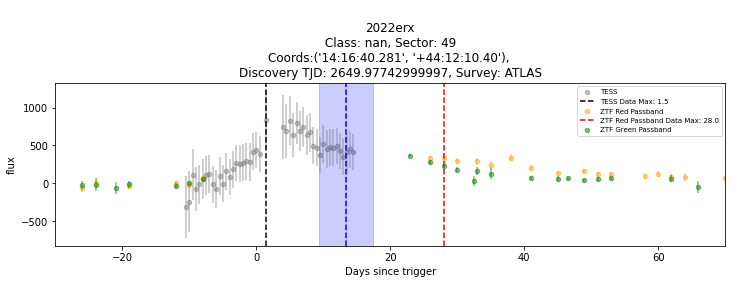 2022erx
Class: nan, Sector: 49
Coords:('14:16:40.281', '+44:12:10.40'),
Discovery TJD: 2649.97742999997, Survey: ATLAS
flux
1000
500
0
−500
TESS
TESS Data Max: 1.5
ZTF Red Passband
ZTF Red Passband Data Max: 28.0
ZTF Green Passband
−20 0 20 40 60
Days since trigger